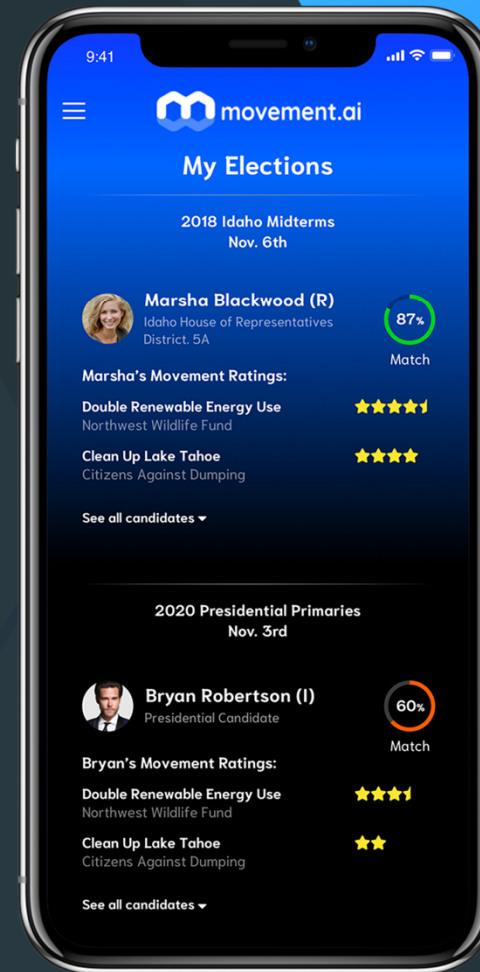 9:41
movement.ai
My Elections
2018 Idaho Midterms
Nov. 6th
Marsha Blackwood (R)
Idaho House of Representatives
District. 5A
87%
Match
Marsha's Movement Ratings:
Double Renewable Energy Use
Northwest Wildlife Fund
Clean Up Lake Tahoe
Citizens Against Dumping
See all candidates
2020 Presidential Primaries
Nov. 3rd
Bryan Robertson (I)
Presidential Candidate
60%
Match
Bryan's Movement Ratings:
Double Renewable Energy Use
Northwest Wildlife Fund
Clean Up Lake Tahoe
Citizens Against Dumping
See all candidates